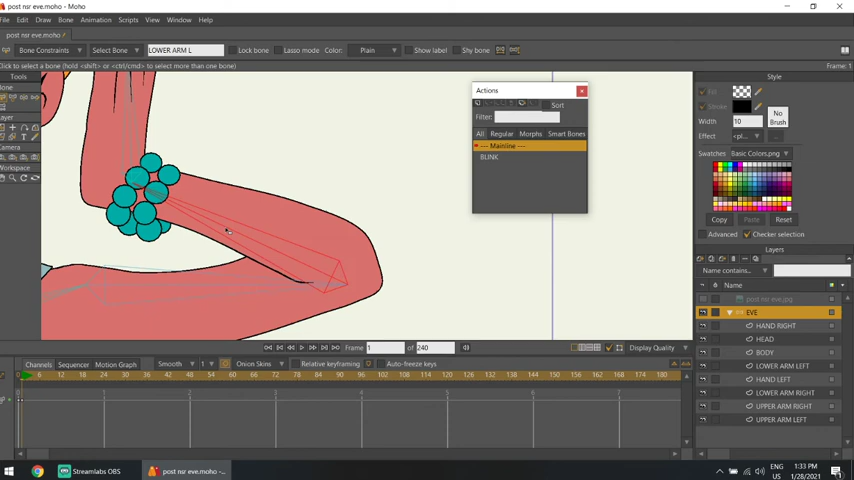 post nsr eve.moho - Moho
File Edit Draw Bone Animation Scripts View Window Help
post nsr eve.moho
Bone Constraints Select Bone LOWER ARM L Lock bone Lasso mode Color: Plain Show label Shy bone
Click to select a bone (hold <shift> or <ctrl/cmd> to select more than one bone) Frame: 1
Tools
Bone
Layer
Camera
Workspace
Actions
Sort
Filter:
All Regular Morphs Smart Bones
---- Mainline ----
BLINK
Style
Fill
Stroke
Width 10
No Brush
Effect <pl
Swatches Basic Colors.png
Copy Paste Reset
Advanced Checker selection
Layers
Name contains...
Name
post nsr eve.jpg
EVE
HAND RIGHT
HEAD
BODY
LOWER ARM LEFT
HAND LEFT
LOWER ARM RIGHT
UPPER ARM RIGHT
UPPER ARM LEFT
Frame 1 of 240 Display Quality
Channels Sequencer Motion Graph Smooth 1 Onion Skins Relative keyframing Auto-freeze keys
0 6 12 18 24 30 36 42 48 54 60 66 72 78 84 90 96 102 108 114 120 126 132 138 144 150 156 162 168 174 180
0 1 2 3 4 5 6 7
Streamlabs OBS post nsr eve.moho - ...
ENG
US
1:33 PM
1/28/2021